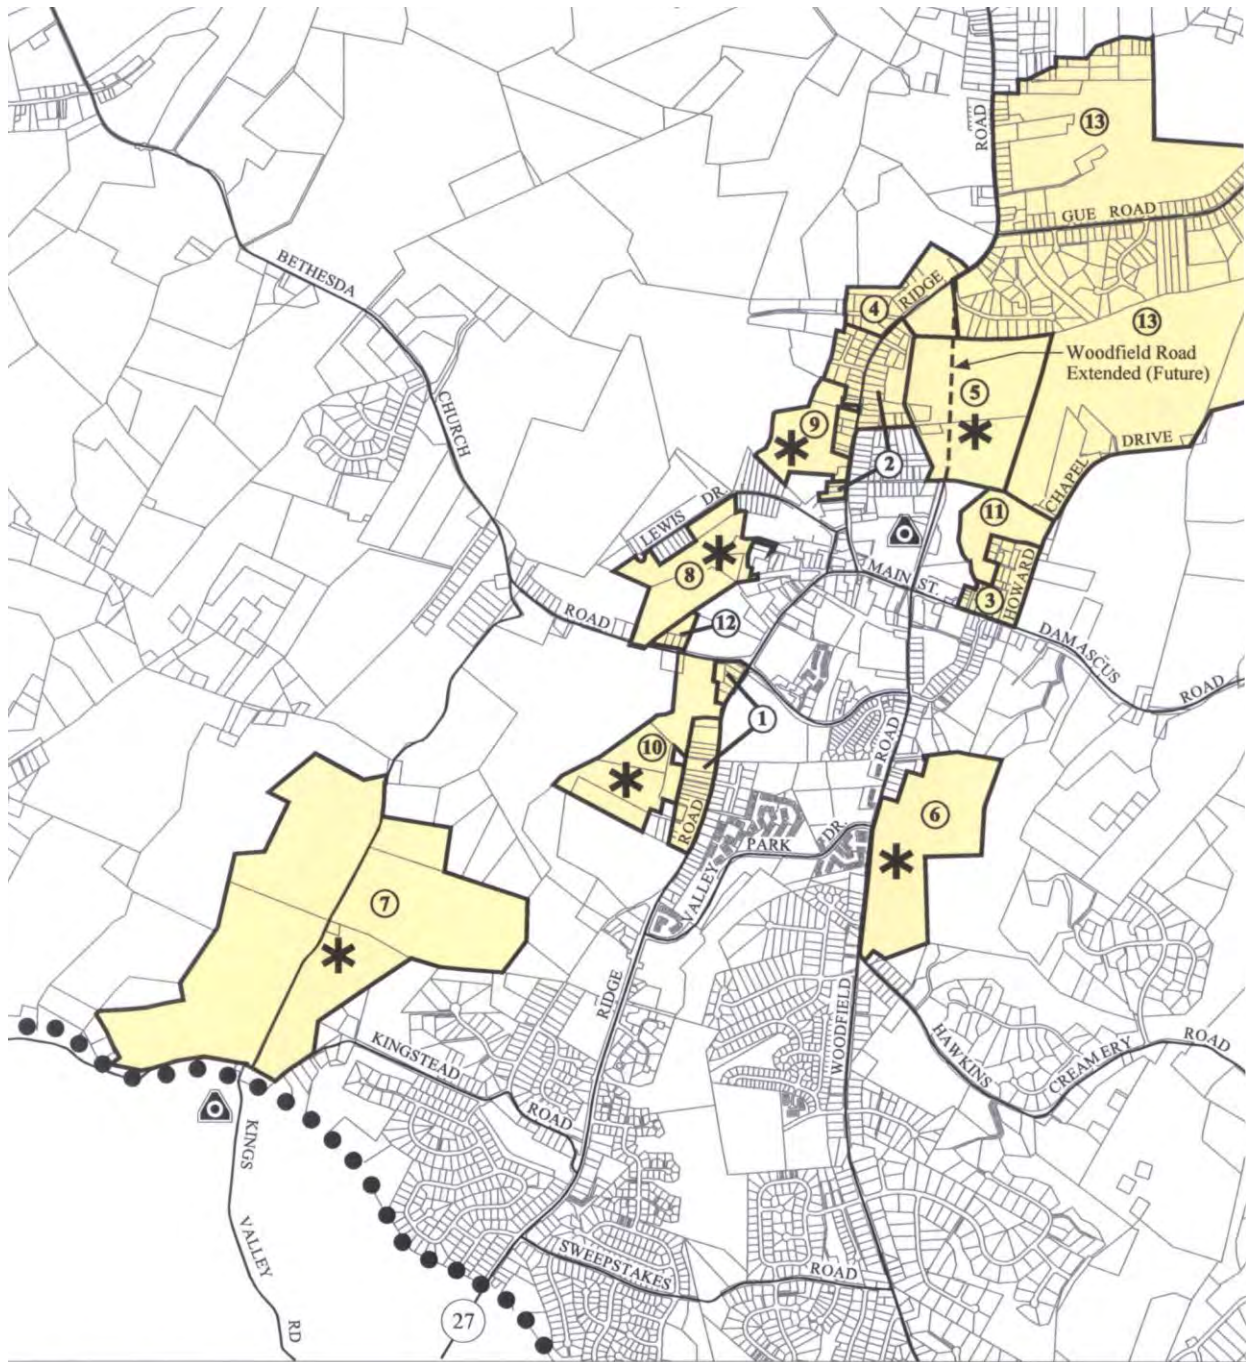 ROAD
13
GUE ROAD
BETHESDA
RIDGE
4
13
Woodfield Road
Extended (Future)
5
CHURCH
9
DRIVE
2
CHAPEL
LEWIS DR.
11
MAIN ST.
8
HOWARD
3
ROAD
12
DAMASCUS
ROAD
1
ROAD
10
ROAD
6
PARK DR.
VALLEY
7
RIDGE
WOODFIELD
KINGSTEAD
ROAD
HAWKINS
CREAMERY
ROAD
KINGS
VALLEY
RD
SWEEPSTAKES
ROAD
27